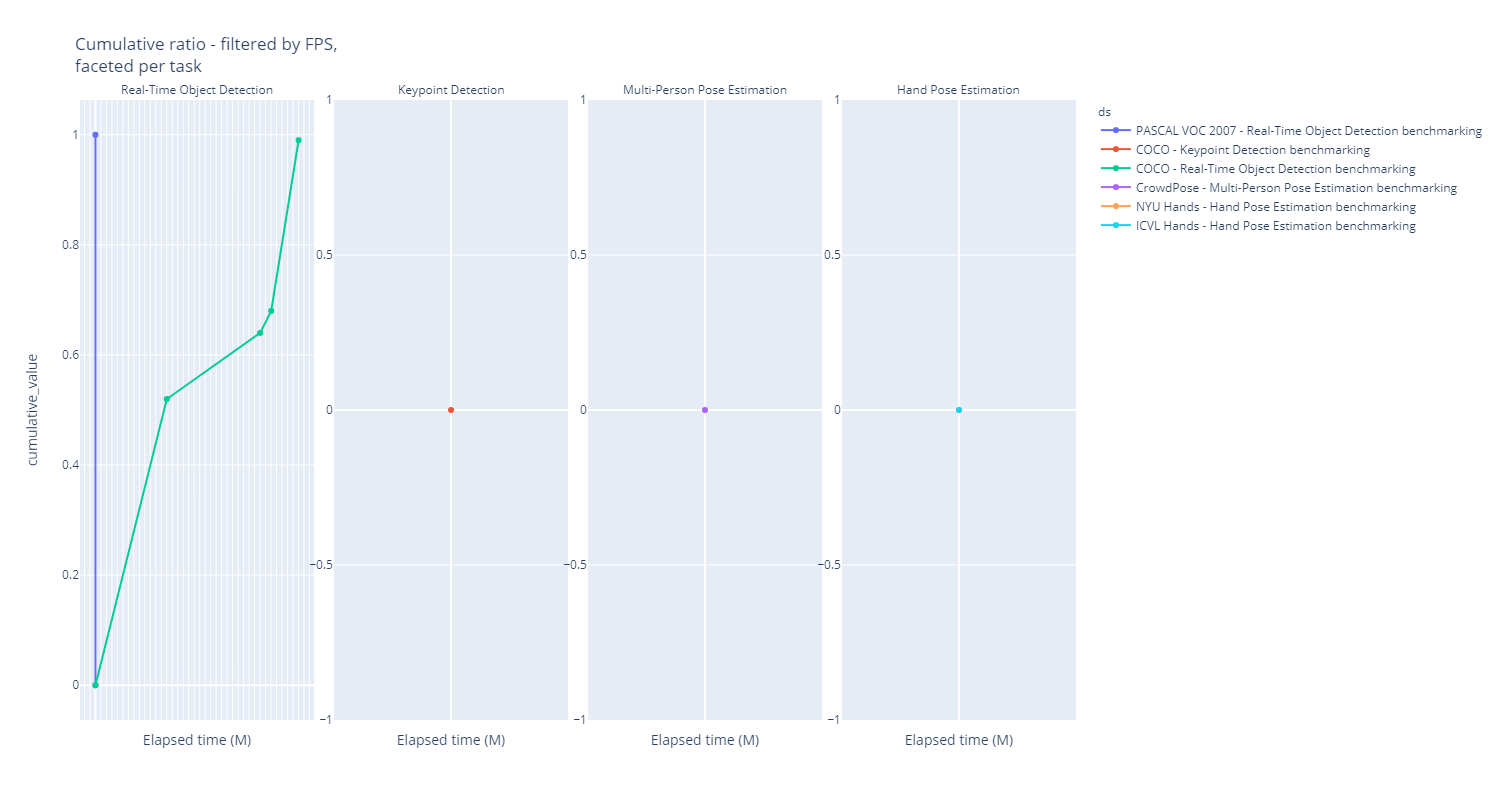 Cumulative ratio - filtered by FPS,
faceted per task
Real-Time Object Detection
Keypoint Detection
Multi-Person Pose Estimation
Hand Pose Estimation
cumulative_value
1
0.8
0.6
0.4
0.2
0
1
0.5
0
−0.5
−1
1
0.5
0
−0.5
−1
1
0.5
0
−0.5
−1
Elapsed time (M)
Elapsed time (M)
Elapsed time (M)
Elapsed time (M)
ds
PASCAL VOC 2007 - Real-Time Object Detection benchmarking
COCO - Keypoint Detection benchmarking
COCO - Real-Time Object Detection benchmarking
CrowdPose - Multi-Person Pose Estimation benchmarking
NYU Hands - Hand Pose Estimation benchmarking
ICVL Hands - Hand Pose Estimation benchmarking